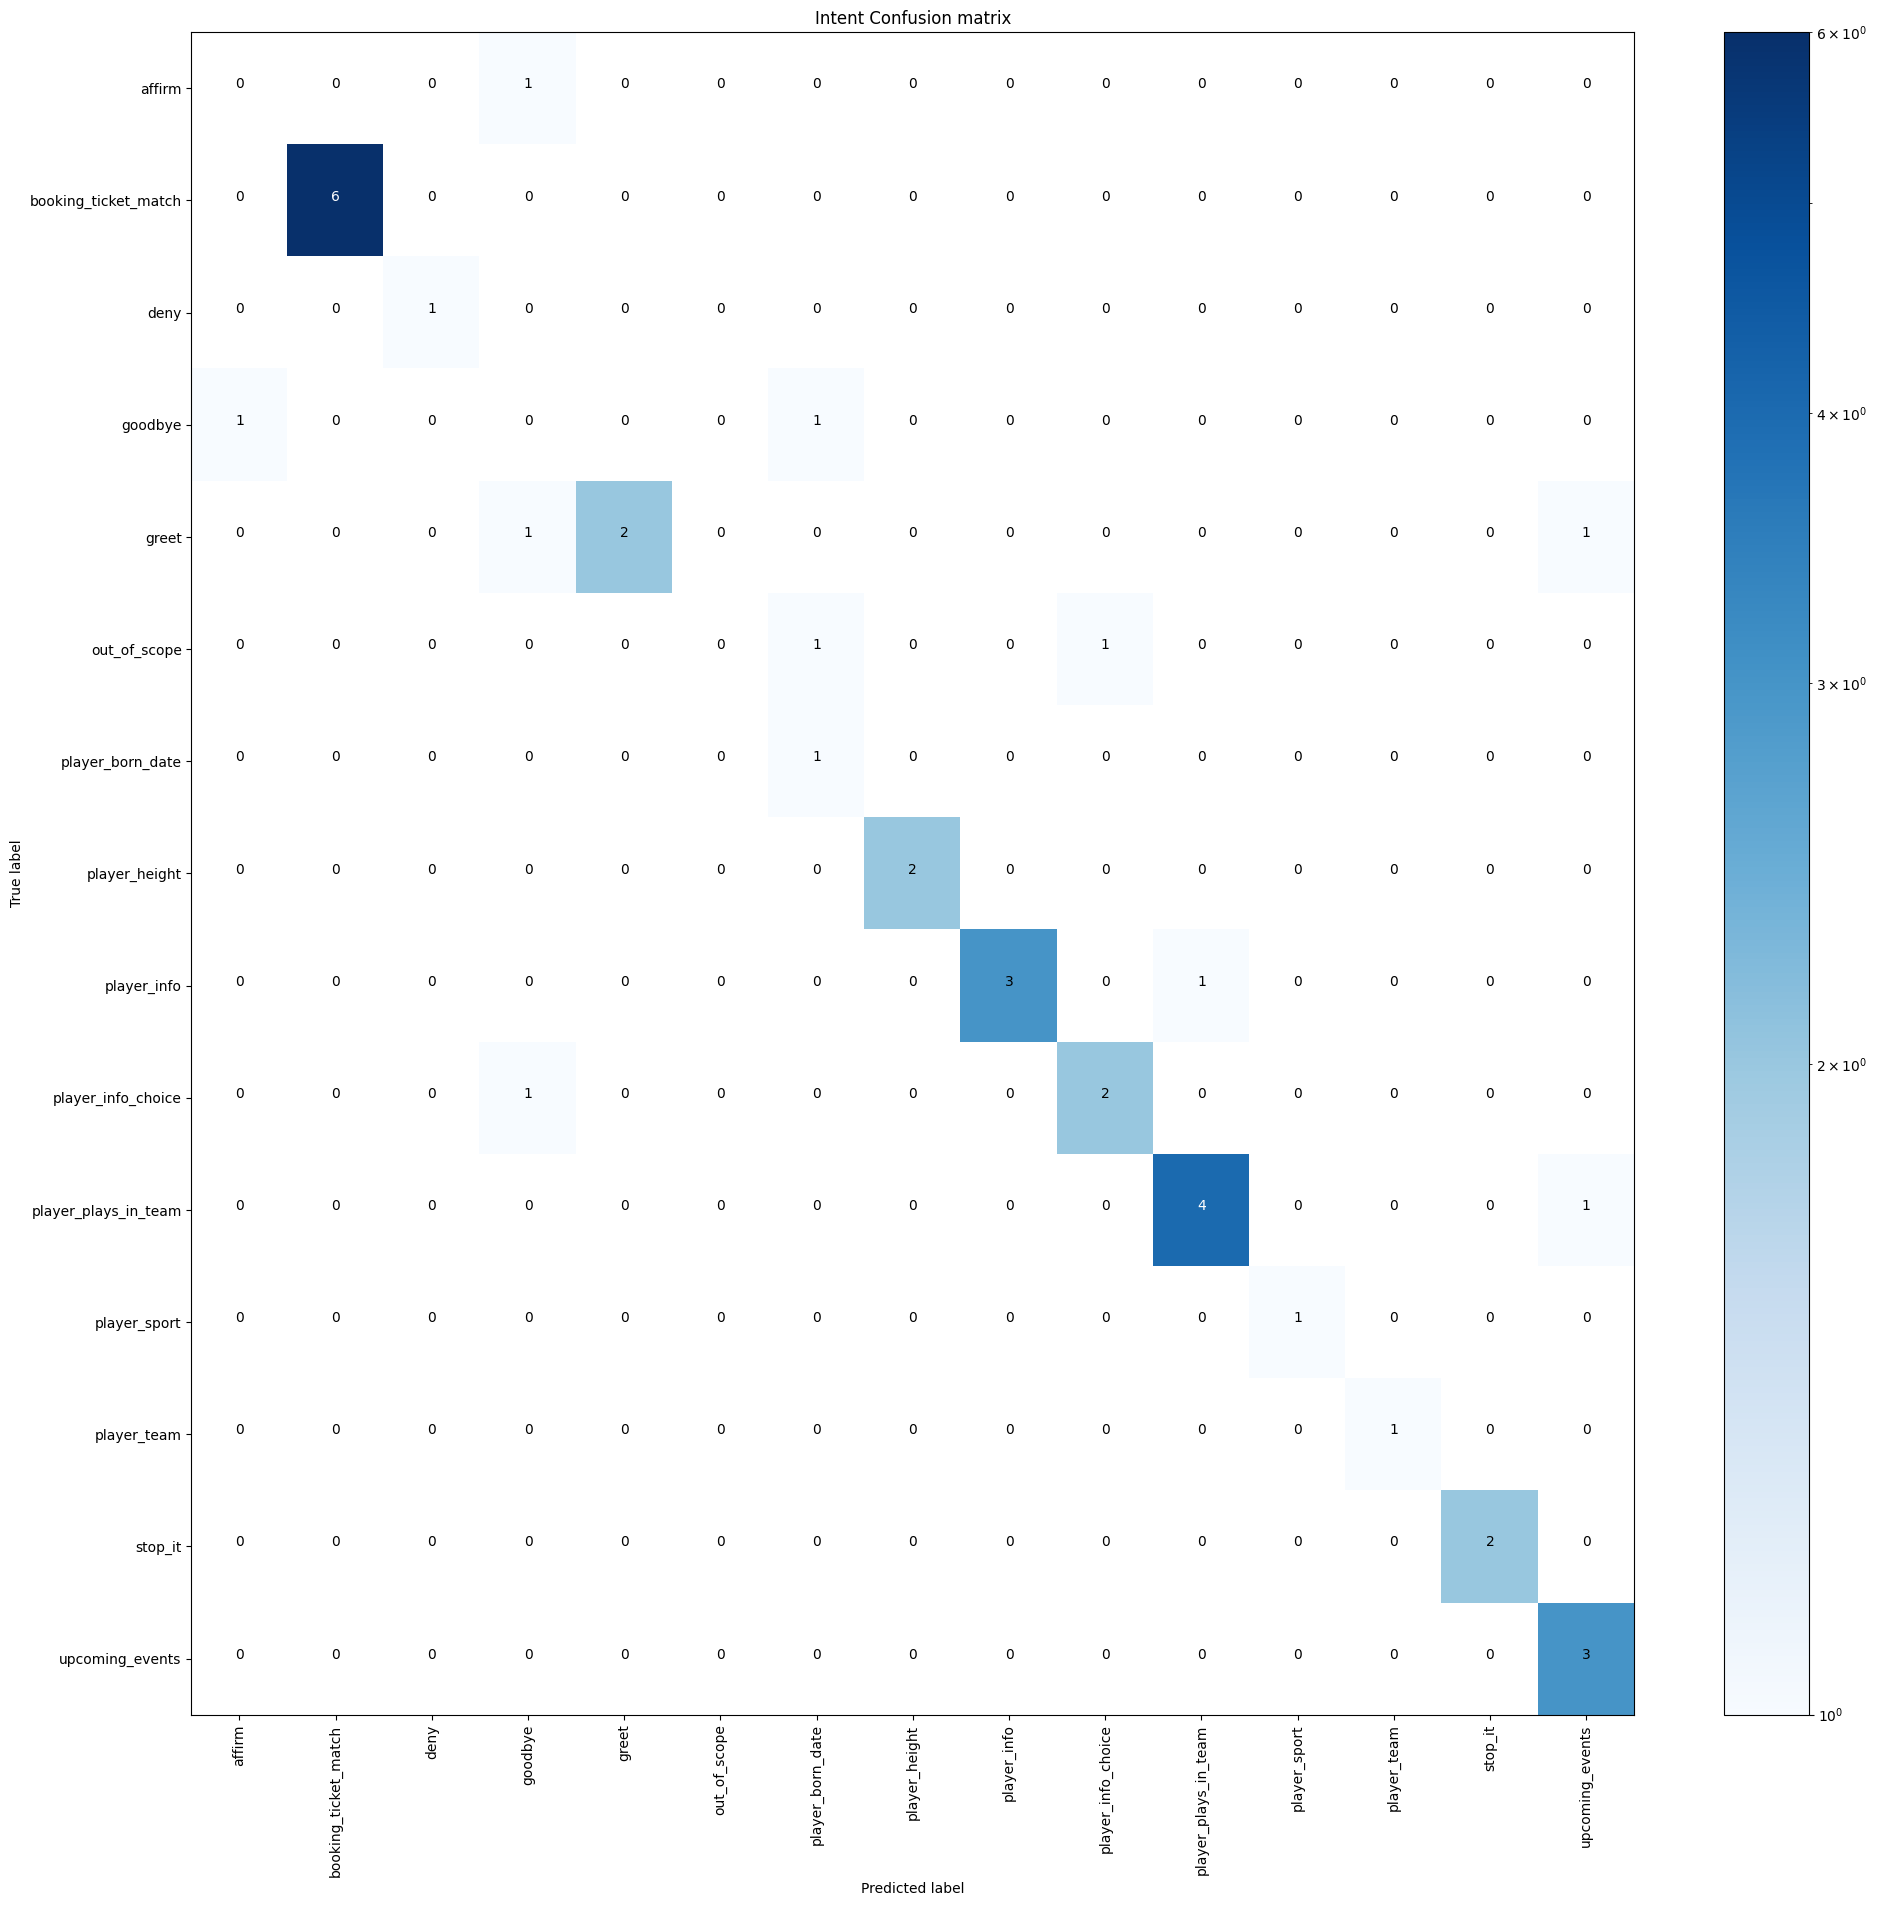 Intent Confusion matrix
affirm 0 0 0 1 0 0 0 0 0 0 0 0 0 0 0
booking_ticket_match 0 6 0 0 0 0 0 0 0 0 0 0 0 0 0
deny 0 0 1 0 0 0 0 0 0 0 0 0 0 0 0
goodbye 1 0 0 0 0 0 1 0 0 0 0 0 0 0 0
greet 0 0 0 1 2 0 0 0 0 0 0 0 0 0 1
out_of_scope 0 0 0 0 0 0 1 0 0 1 0 0 0 0 0
player_born_date 0 0 0 0 0 0 1 0 0 0 0 0 0 0 0
player_height 0 0 0 0 0 0 0 2 0 0 0 0 0 0 0
player_info 0 0 0 0 0 0 0 0 3 0 1 0 0 0 0
player_info_choice 0 0 0 1 0 0 0 0 0 2 0 0 0 0 0
player_plays_in_team 0 0 0 0 0 0 0 0 0 0 4 0 0 0 1
player_sport 0 0 0 0 0 0 0 0 0 0 0 1 0 0 0
player_team 0 0 0 0 0 0 0 0 0 0 0 0 1 0 0
stop_it 0 0 0 0 0 0 0 0 0 0 0 0 0 2 0
upcoming_events 0 0 0 0 0 0 0 0 0 0 0 0 0 0 3
True label
affirm
booking_ticket_match
deny
goodbye
greet
out_of_scope
player_born_date
player_height
player_info
player_info_choice
player_plays_in_team
player_sport
player_team
stop_it
upcoming_events
Predicted label
6 × 10⁰
4 × 10⁰
3 × 10⁰
2 × 10⁰
10⁰